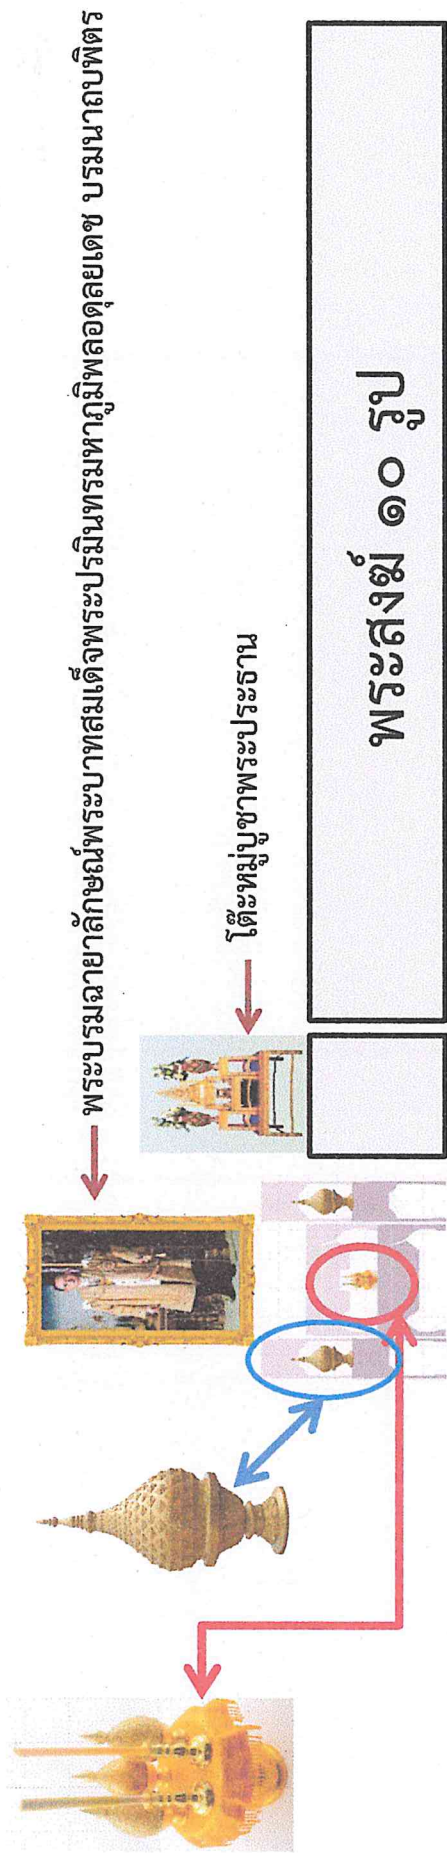 พระบรมฉายาลักษณ์พระบาทสมเด็จพระปรมินทรมหาภูมิพลอดุลยเดช บรมนาถบพิตร
โต๊ะหมู่บูชาพระประธาน
พระสงฆ์ ๑๐ รูป